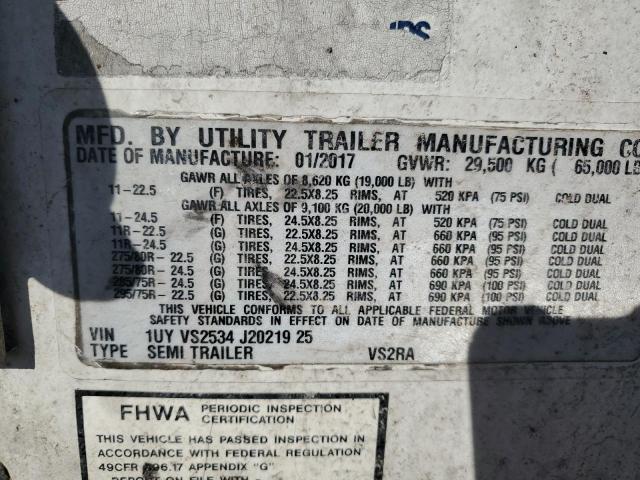 MFD. BY UTILITY TRAILER MANUFACTURING CO
DATE OF MANUFACTURE: 01/2017 GVWR: 29,500 KG ( 65,000 LB
GAWR ALL AXLES OF 8,620 KG (19,000 LB) WITH
11-22.5 (F) TIRES, 22.5X8.25 RIMS, AT 520 KPA (75 PSI) COLD DUAL
GAWR ALL AXLES OF 9,100 KG (20,000 LB) WITH
11-24.5 (F) TIRES, 24.5X8.25 RIMS, AT 520 KPA (75 PSI) COLD DUAL
11R-22.5 (G) TIRES, 22.5X8.25 RIMS, AT 660 KPA (95 PSI) COLD DUAL
11R-24.5 (G) TIRES, 24.5X8.25 RIMS, AT 660 KPA (95 PSI) COLD DUAL
275/80R-22.5 (G) TIRES, 22.5X8.25 RIMS, AT 660 KPA (95 PSI) COLD DUAL
275/80R-24.5 (G) TIRES, 24.5X8.25 RIMS, AT 660 KPA (95 PSI) COLD DUAL
285/75R-24.5 (G) TIRES, 24.5X8.25 RIMS, AT 690 KPA (100 PSI) COLD DUAL
295/75R-22.5 (G) TIRES, 22.5X8.25 RIMS, AT 690 KPA (100 PSI) COLD DUAL
THIS VEHICLE CONFORMS TO ALL APPLICABLE FEDERAL MOTOR VEHICLE
SAFETY STANDARDS IN EFFECT ON DATE OF MANUFACTURE SHOWN ABOVE
VIN 1UY VS2534 J20219 25
TYPE SEMI TRAILER VS2RA
FHWA PERIODIC INSPECTION
CERTIFICATION
THIS VEHICLE HAS PASSED INSPECTION IN
ACCORDANCE WITH FEDERAL REGULATION
49CFR 396.17 APPENDIX "G"
REPORT ON FILE WITH